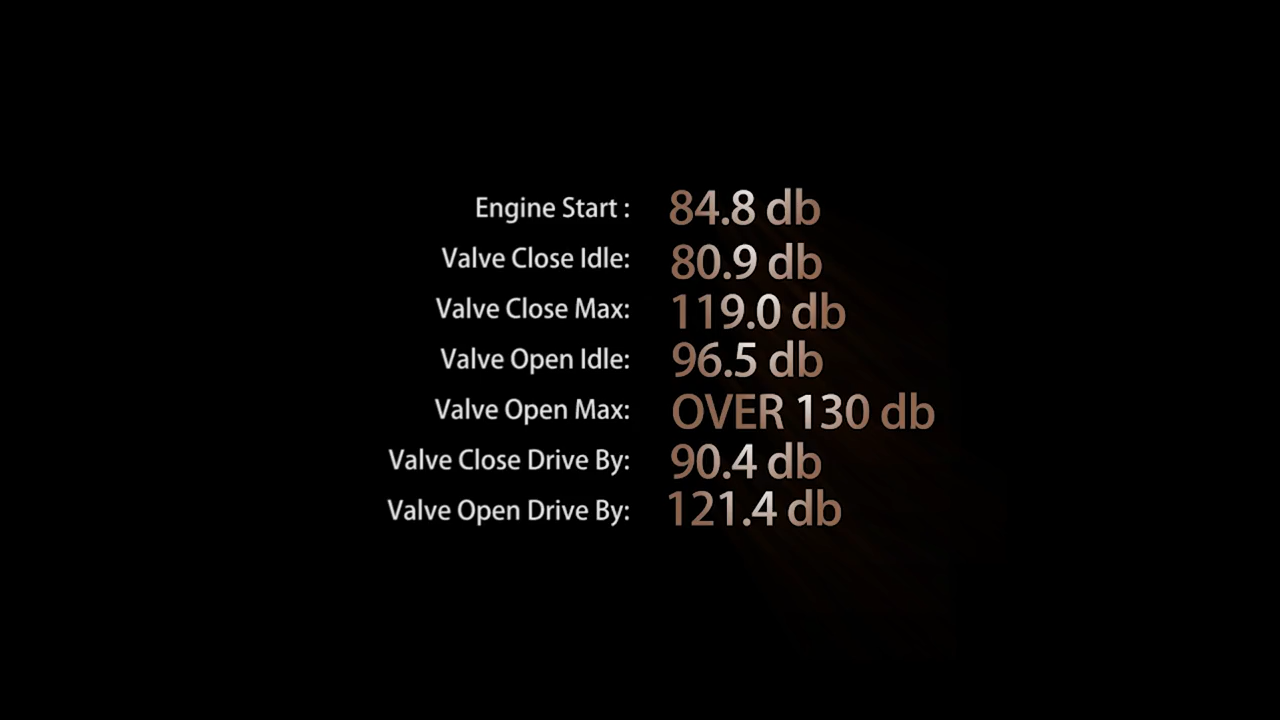 Engine Start : 84.8 db
Valve Close Idle: 80.9 db
Valve Close Max: 119.0 db
Valve Open Idle: 96.5 db
Valve Open Max: OVER 130 db
Valve Close Drive By: 90.4 db
Valve Open Drive By: 121.4 db